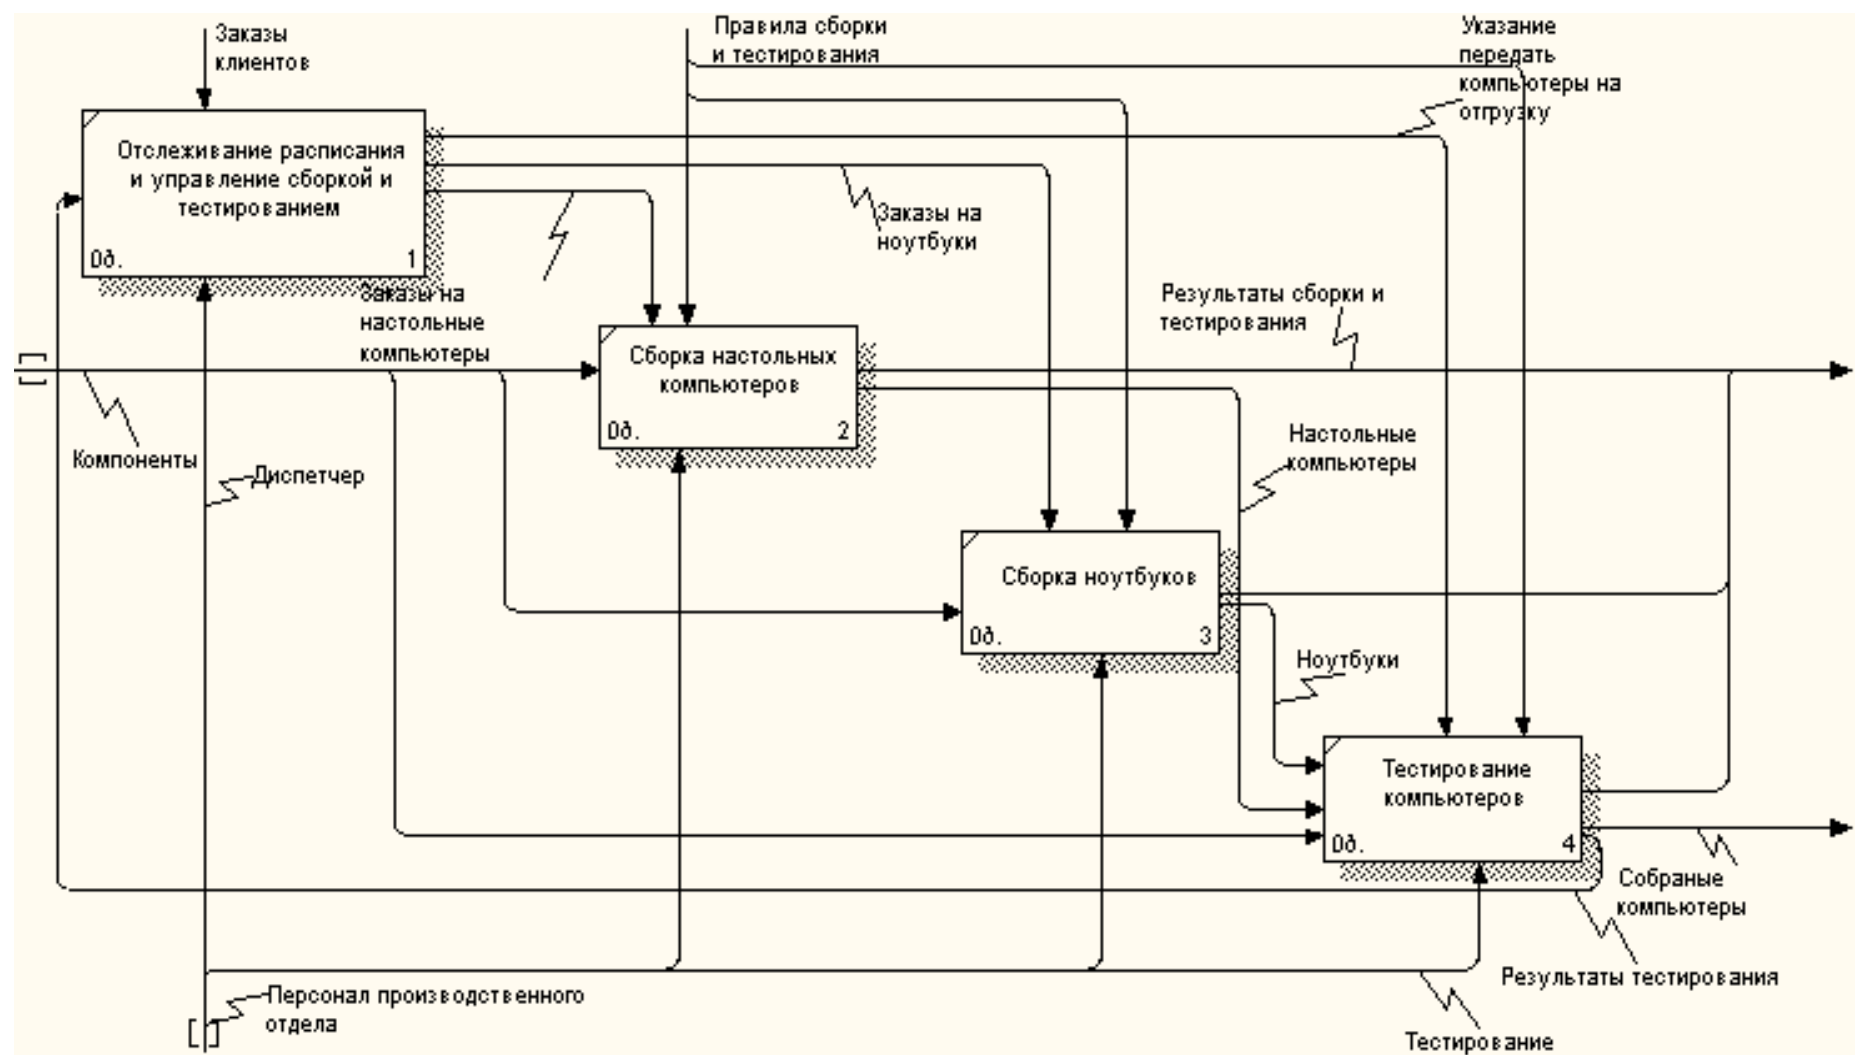 Заказы
клиентов
Правила сборки
и тестирования
Указание
передать
компьютеры на
отгрузку
Отслеживание расписания
и управление сборкой и
тестированием
0д.
1
Заказы на
ноутбуки
Заказы на
настольные
компьютеры
Результаты сборки и
тестирования
Сборка настольных
компьютеров
0д.
2
Компоненты
Диспетчер
Настольные
компьютеры
Сборка ноутбуков
0д.
3
Ноутбуки
Тестирование
компьютеров
0д.
4
Собраные
компьютеры
Результаты тестирования
Персонал производственного
отдела
Тестирование